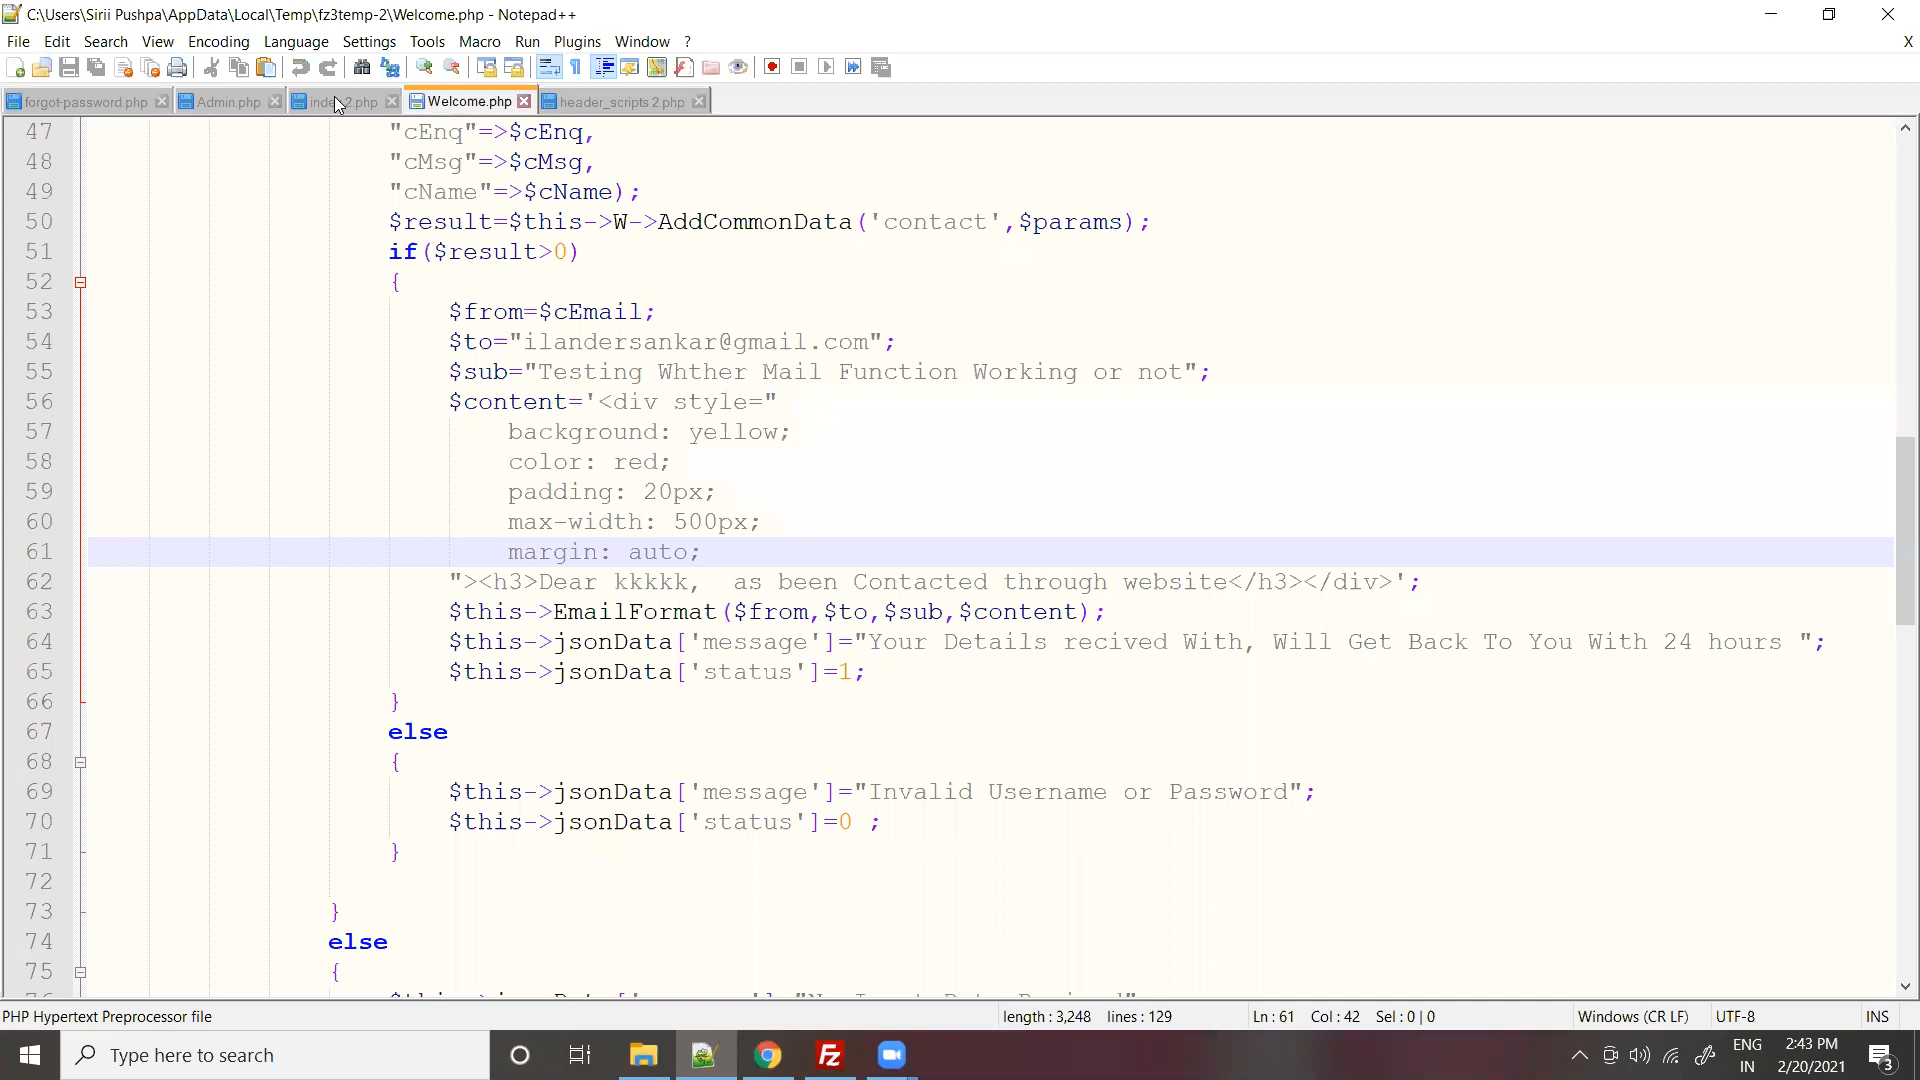 C:\Users\Sirii Pushpa\AppData\Local\Temp\fz3temp-2\Welcome.php - Notepad++
File Edit Search View Encoding Language Settings Tools Macro Run Plugins Window ? X
forgot-password.php Admin.php 2.php Welcome.php header_scripts 2.php
47 "cEnq"=>$cEnq,
48 "cMsg"=>$cMsg,
49 "cName"=>$cName);
50 $result=$this->W->AddCommonData('contact',$params);
51 if($result>0)
52 {
53 $from=$cEmail;
54 $to="ilandersankar@gmail.com";
55 $sub="Testing Whther Mail Function Working or not";
56 $content='<div style="
57 background: yellow;
58 color: red;
59 padding: 20px;
60 max-width: 500px;
61 margin: auto;
62 "><h3>Dear kkkkk, as been Contacted through website</h3></div>';
63 $this->EmailFormat($from,$to,$sub,$content);
64 $this->jsonData['message']="Your Details recived With, Will Get Back To You With 24 hours ";
65 $this->jsonData['status']=1;
66 }
67 else
68 {
69 $this->jsonData['message']="Invalid Username or Password";
70 $this->jsonData['status']=0 ;
71 }
72
73 }
74 else
75 {
PHP Hypertext Preprocessor file length : 3,248 lines : 129 Ln : 61 Col : 42 Sel : 0 | 0 Windows (CR LF) UTF-8 INS
Type here to search
ENG
IN
2:43 PM
2/20/2021
3